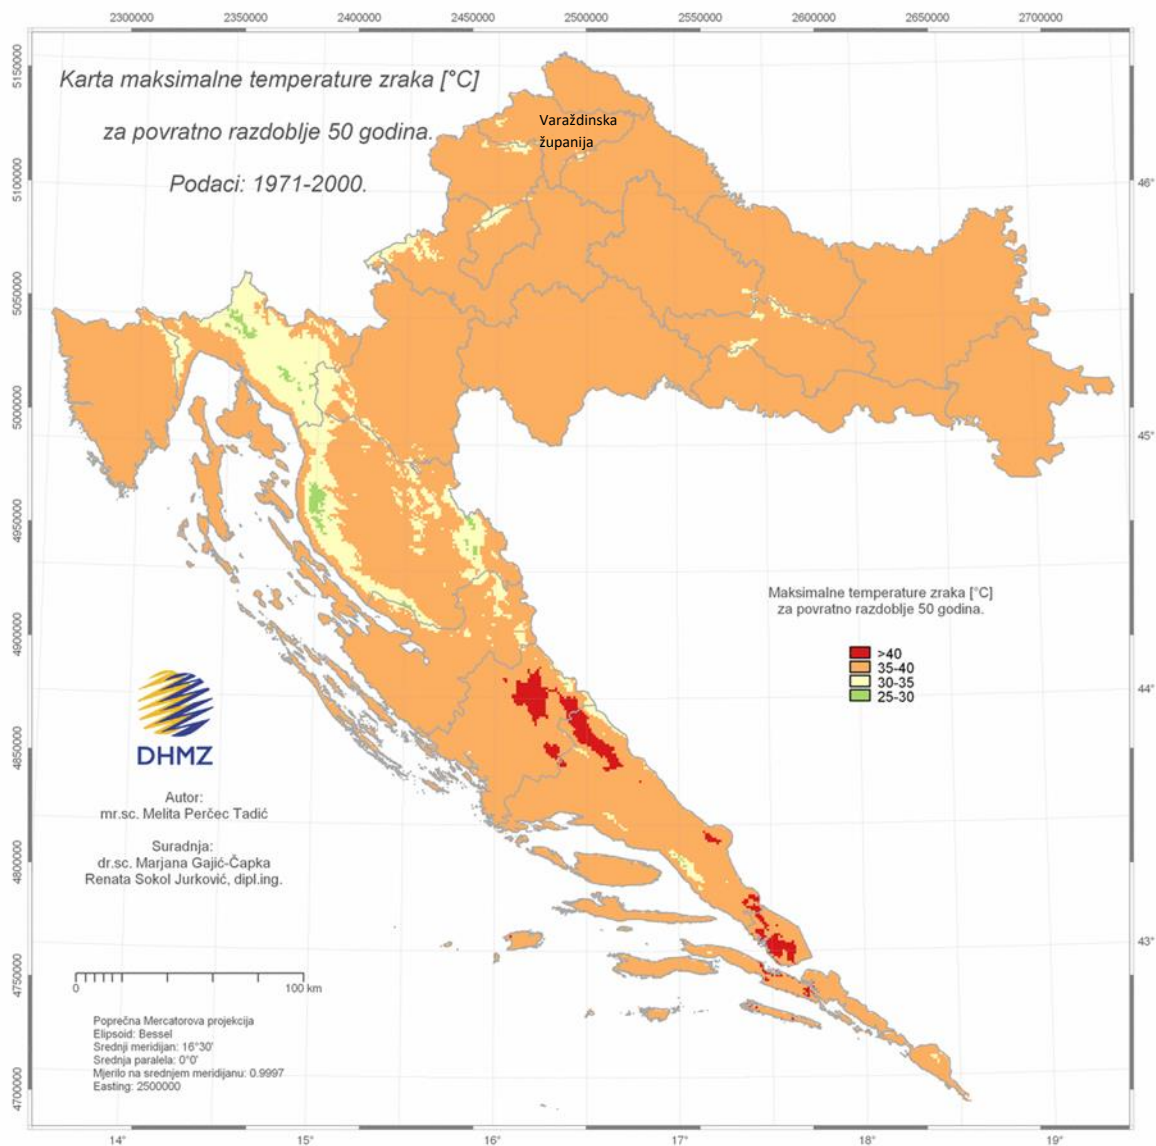 2300000 2350000 2400000 2450000 2500000 2550000 2600000 2650000 2700000
Karta maksimalne temperature zraka [°C]
za povratno razdoblje 50 godina.
Podaci: 1971-2000.
Varaždinska
županija
5150000
5100000
5050000
5000000
4950000
4900000
4850000
4800000
4750000
4700000
46°
45°
44°
43°
Maksimalne temperature zraka [°C]
za povratno razdoblje 50 godina.
>40
35-40
30-35
25-30
DHMZ
Autor:
mr.sc. Melita Perčec Tadić
Suradnja:
dr.sc. Marjana Gajić-Čapka
Renata Sokol Jurković, dipl.ing.
0 100 km
Poprečna Mercatorova projekcija
Elipsoid: Bessel
Srednji meridijan: 16°30'
Srednja paralela: 0°0'
Mjerilo na srednjem meridijanu: 0.9997
Easting: 2500000
14° 15° 16° 17° 18° 19°